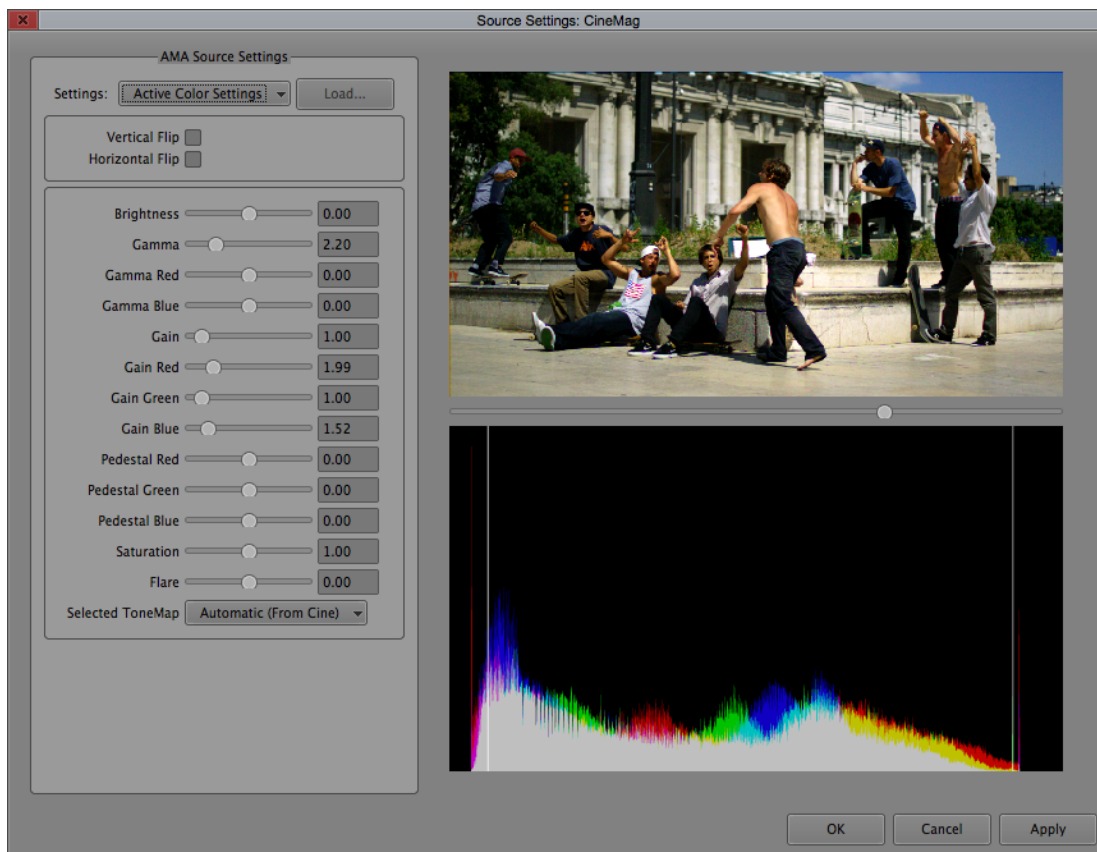 Source Settings: CineMag
AMA Source Settings
Settings: Active Color Settings Load...
Vertical Flip
Horizontal Flip
Brightness 0.00
Gamma 2.20
Gamma Red 0.00
Gamma Blue 0.00
Gain 1.00
Gain Red 1.99
Gain Green 1.00
Gain Blue 1.52
Pedestal Red 0.00
Pedestal Green 0.00
Pedestal Blue 0.00
Saturation 1.00
Flare 0.00
Selected ToneMap Automatic (From Cine)
OK Cancel Apply